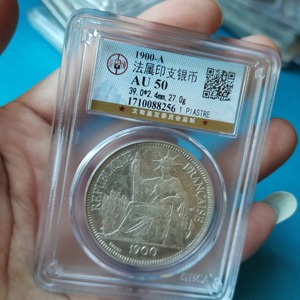 1900-A
法属印支银币
AU 50
39.0*2.4mm, 27.0g
1710088256 1 PIASTRE
REPUBLIQUE FRANÇAISE
1900